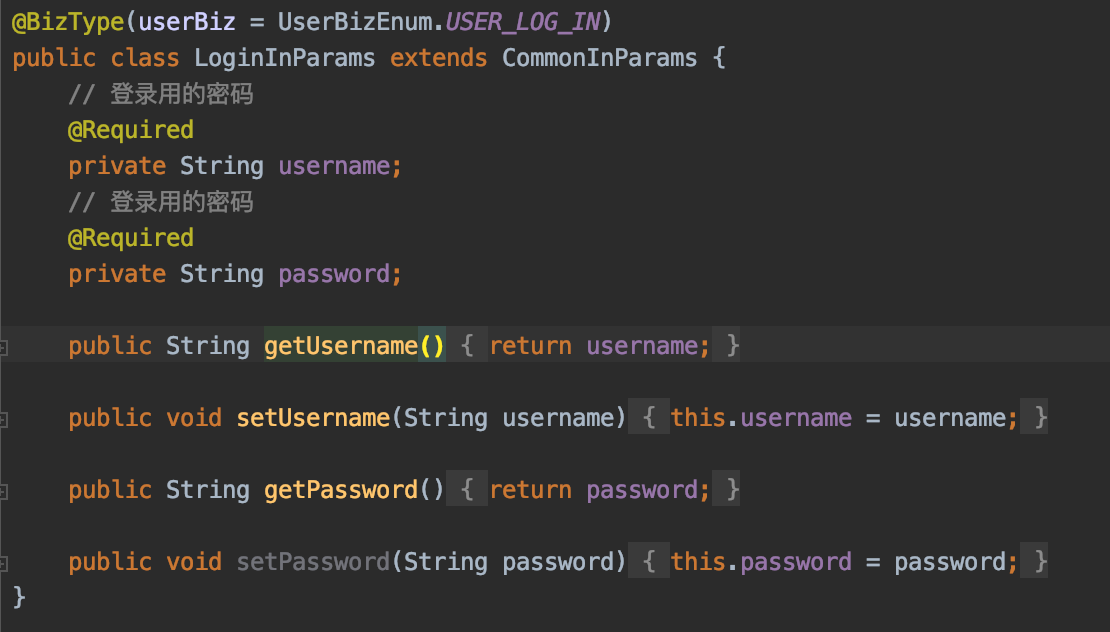 @BizType(userBiz = UserBizEnum.USER_LOG_IN)
public class LoginInParams extends CommonInParams {
// 登录用的密码
@Required
private String username;
// 登录用的密码
@Required
private String password;
public String getUsername() { return username; }
public void setUsername(String username) { this.username = username; }
public String getPassword() { return password; }
public void setPassword(String password) { this.password = password; }
}